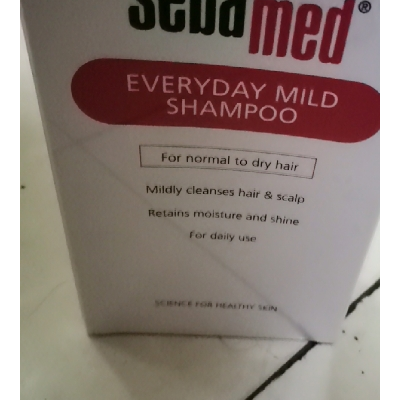 sebamed®
EVERYDAY MILD
SHAMPOO
For normal to dry hair
Mildly cleanses hair & scalp
Retains moisture and shine
For daily use
SCIENCE FOR HEALTHY SKIN